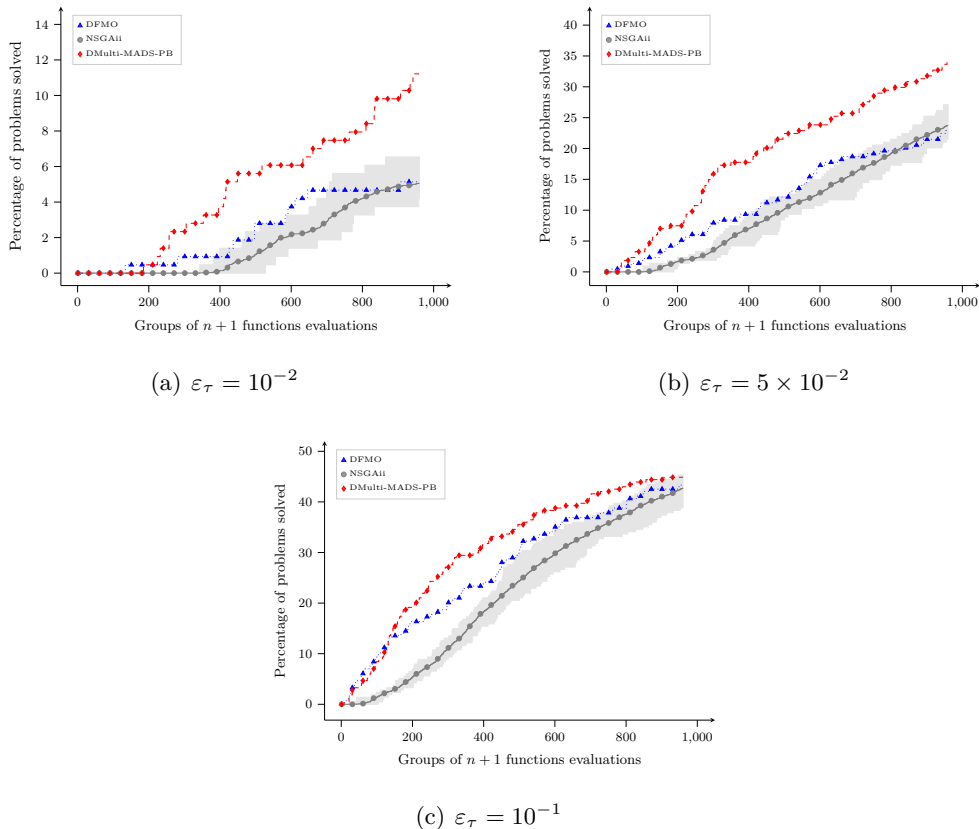 14
12
10
8
6
4
2
0
Percentage of problems solved
DFMO
NSGAii
DMulti-MADS-PB
0 200 400 600 800 1,000
Groups of n + 1 functions evaluations
(a) ε_τ = 10^{-2}
40
35
30
25
20
15
10
5
0
Percentage of problems solved
DFMO
NSGAii
DMulti-MADS-PB
0 200 400 600 800 1,000
Groups of n + 1 functions evaluations
(b) ε_τ = 5 × 10^{-2}
50
40
30
20
10
0
Percentage of problems solved
DFMO
NSGAii
DMulti-MADS-PB
0 200 400 600 800 1,000
Groups of n + 1 functions evaluations
(c) ε_τ = 10^{-1}